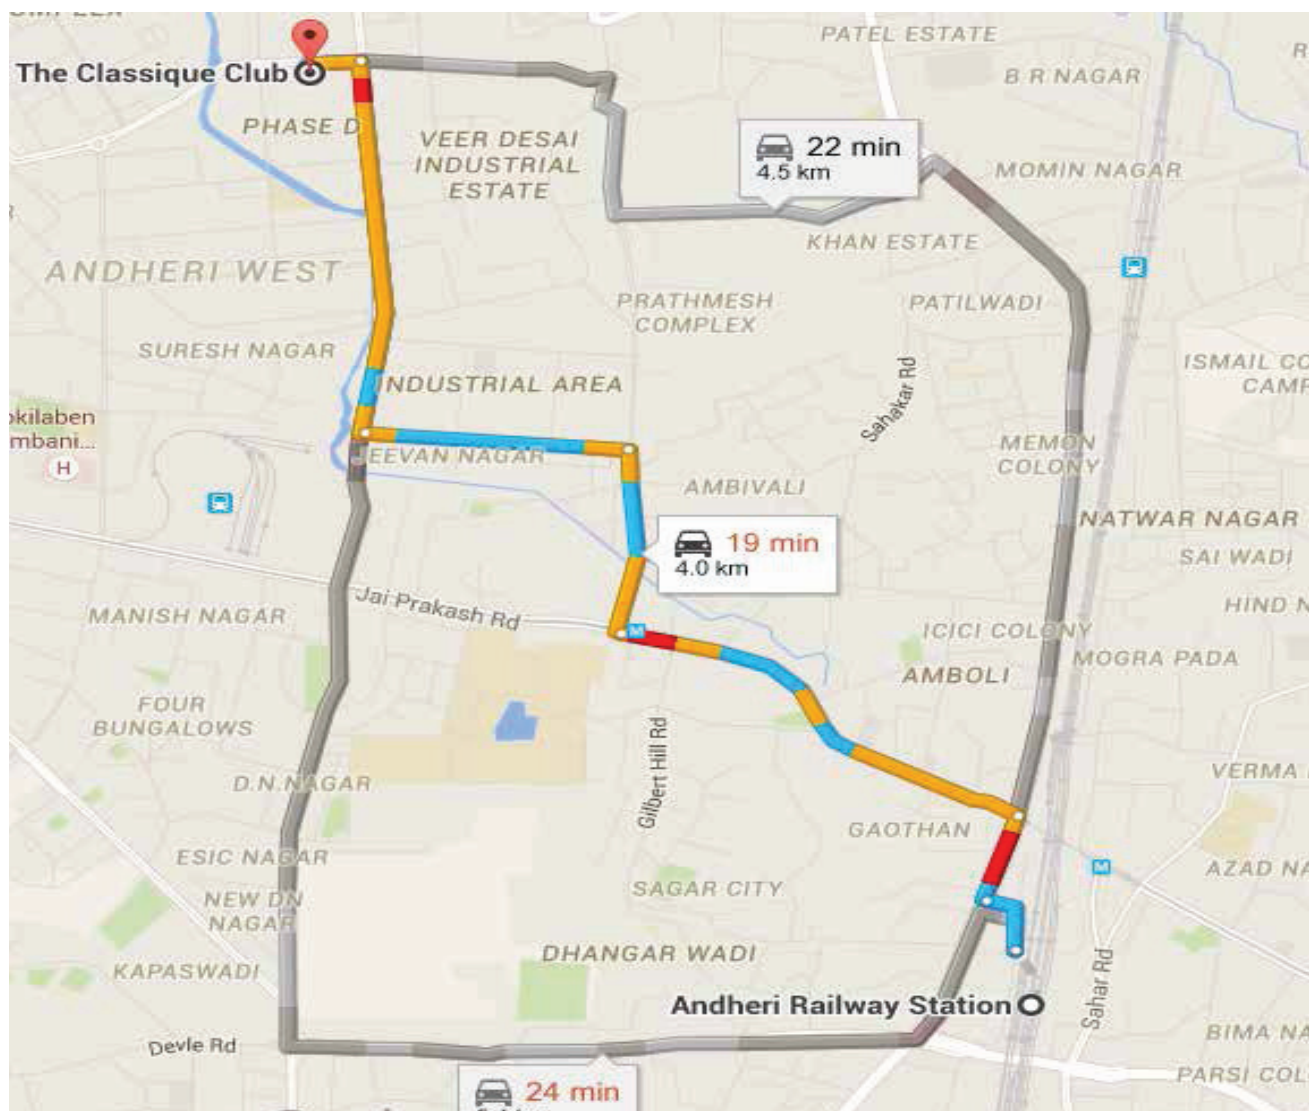 PATEL ESTATE
B R NAGAR
The Classique Club
PHASE D
VEER DESAI
INDUSTRIAL
ESTATE
22 min
4.5 km
MOMIN NAGAR
KHAN ESTATE
ANDHERI WEST
PRATHMESH
COMPLEX
PATILWADI
SURESH NAGAR
INDUSTRIAL AREA
Sahakar Rd
ISMAIL CO
CAMP
okilaben
mbani...
H
JEEVAN NAGAR
MEMON
COLONY
AMBIVALI
NATWAR NAGAR
19 min
4.0 km
SAI WADI
Jai Prakash Rd
MANISH NAGAR
M
ICICI COLONY
HIND N
MOGRA PADA
AMBOLI
FOUR
BUNGALOWS
Gilbert Hill Rd
D.N.NAGAR
VERMA
GAOTHAN
ESIC NAGAR
M
AZAD NA
SAGAR CITY
NEW DN
NAGAR
DHANGAR WADI
KAPASWADI
Sahar Rd
Andheri Railway Station
BIMA NA
Devle Rd
PARSI COL
24 min